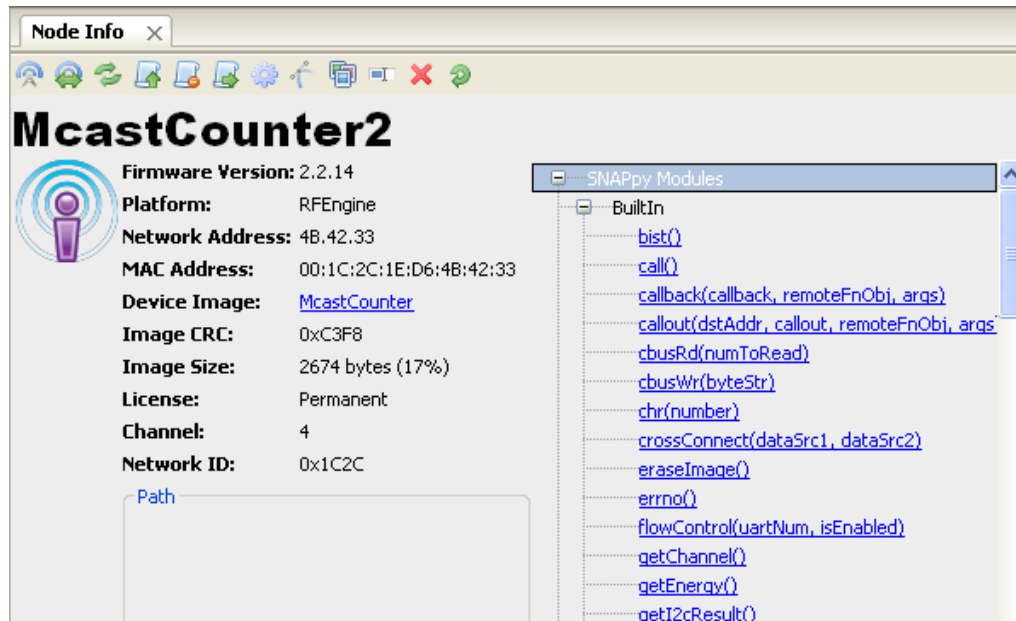 Node Info
McastCounter2
Firmware Version: 2.2.14
Platform: RFEngine
Network Address: 4B.42.33
MAC Address: 00:1C:2C:1E:D6:4B:42:33
Device Image: McastCounter
Image CRC: 0xC3F8
Image Size: 2674 bytes (17%)
License: Permanent
Channel: 4
Network ID: 0x1C2C
Path
SNAPpy Modules
BuiltIn
bist()
call()
callback(callback, remoteFnObj, args)
callout(dstAddr, callout, remoteFnObj, args
cbusRd(numToRead)
cbusWr(byteStr)
chr(number)
crossConnect(dataSrc1, dataSrc2)
eraseImage()
errno()
flowControl(uartNum, isEnabled)
getChannel()
getEnergy()
getI2cResult()